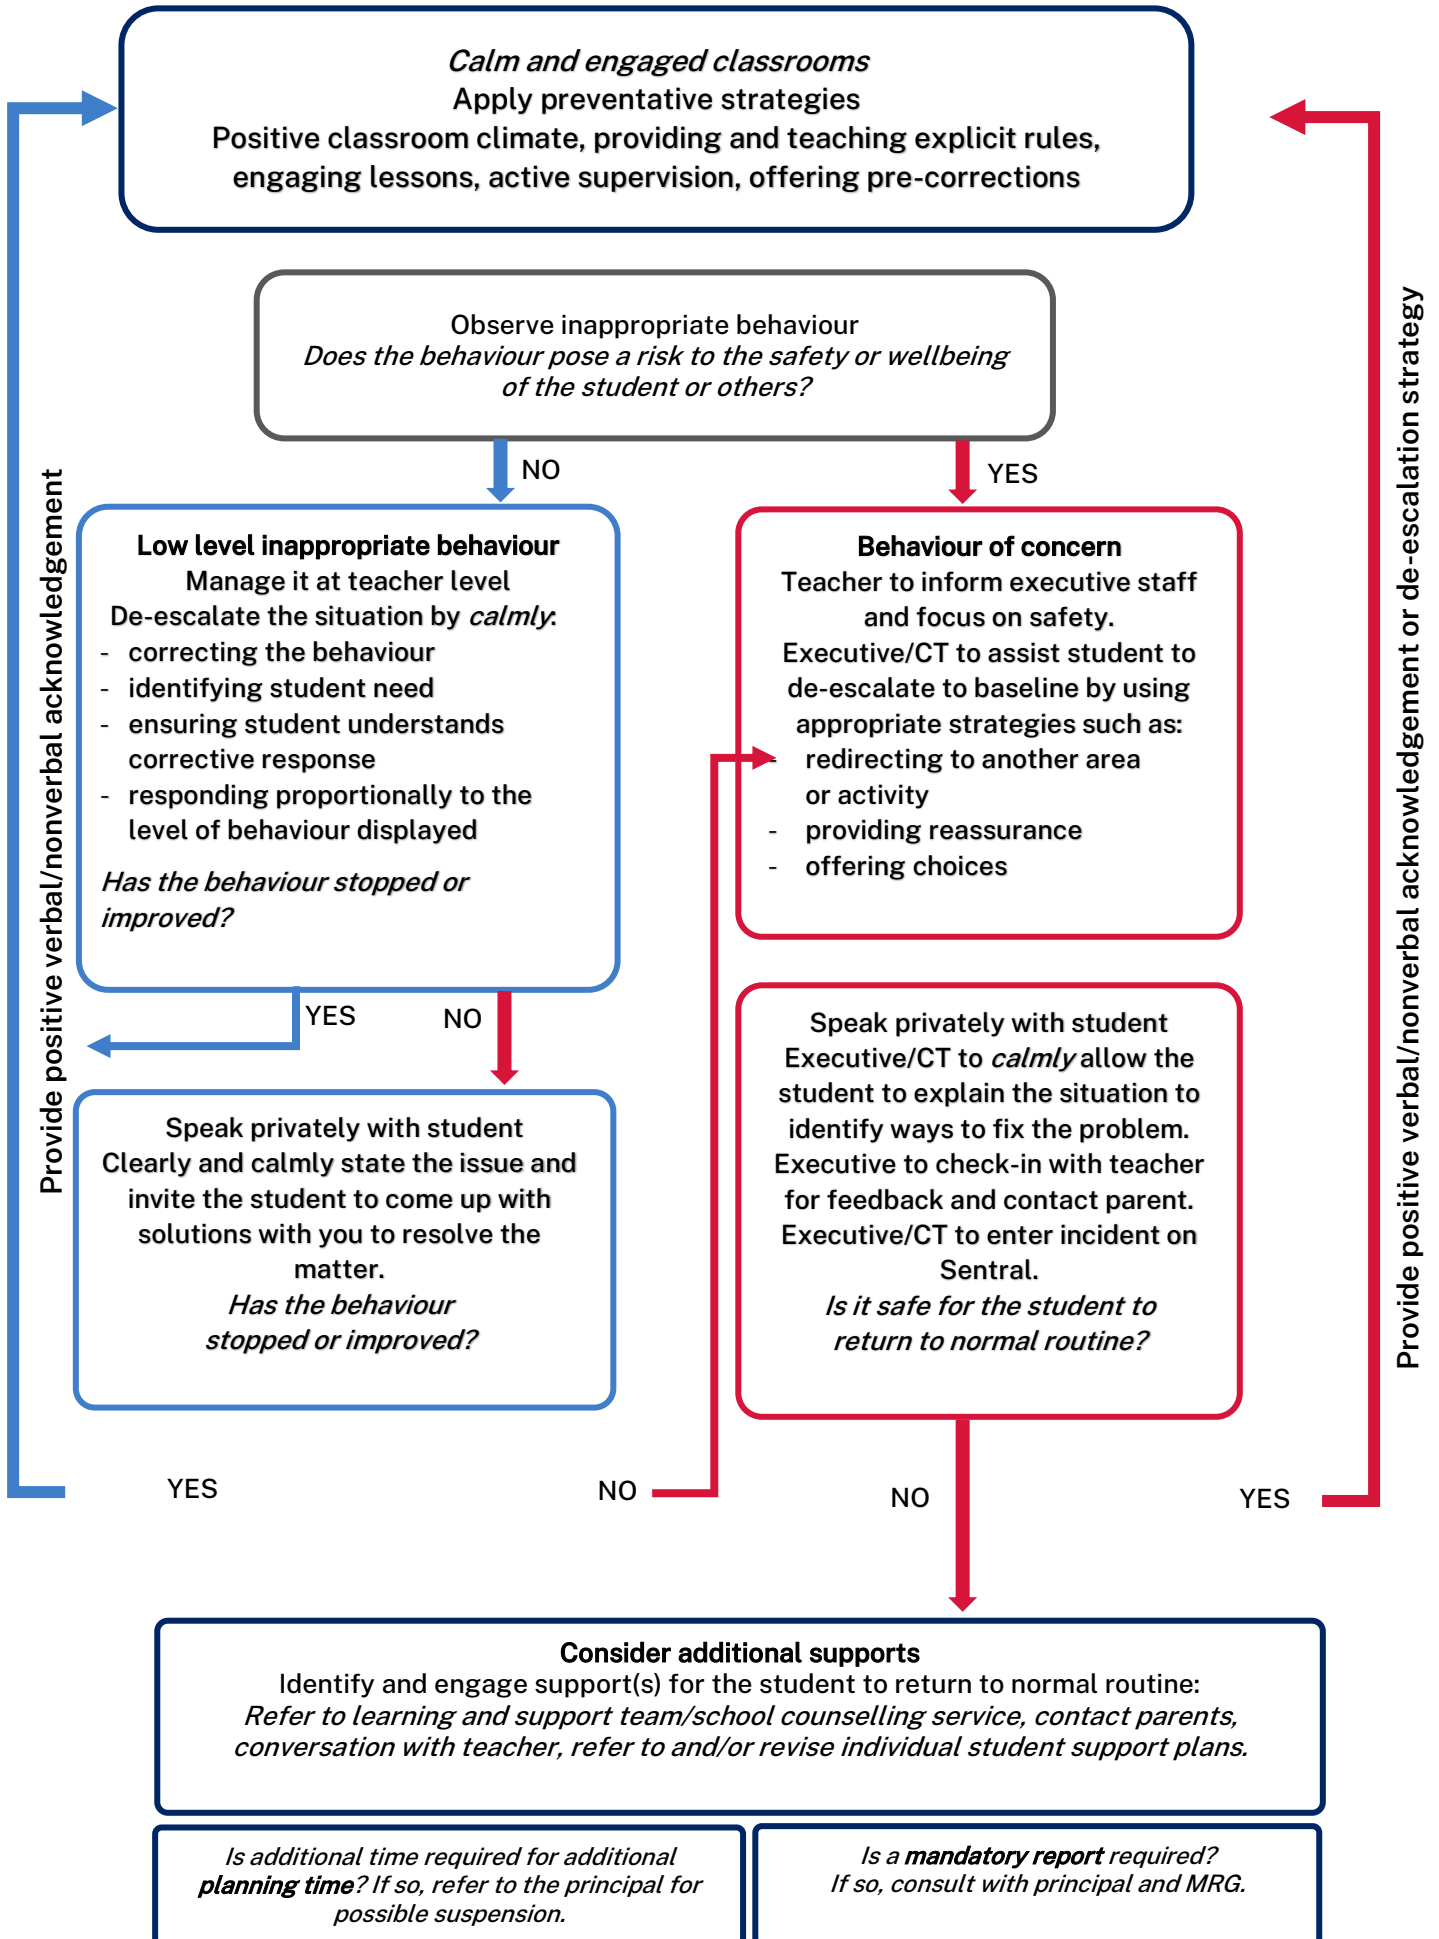 Calm and engaged classrooms
Apply preventative strategies
Positive classroom climate, providing and teaching explicit rules,
engaging lessons, active supervision, offering pre-corrections
Observe inappropriate behaviour
Does the behaviour pose a risk to the safety or wellbeing
of the student or others?
NO
YES
Provide positive verbal/nonverbal acknowledgement
Low level inappropriate behaviour
Manage it at teacher level
De-escalate the situation by calmly:
- correcting the behaviour
- identifying student need
- ensuring student understands
corrective response
- responding proportionally to the
level of behaviour displayed
Has the behaviour stopped or
improved?
YES
NO
Speak privately with student
Clearly and calmly state the issue and
invite the student to come up with
solutions with you to resolve the
matter.
Has the behaviour
stopped or improved?
YES
NO
Behaviour of concern
Teacher to inform executive staff
and focus on safety.
Executive/CT to assist student to
de-escalate to baseline by using
appropriate strategies such as:
- redirecting to another area
or activity
- providing reassurance
- offering choices
Speak privately with student
Executive/CT to calmly allow the
student to explain the situation to
identify ways to fix the problem.
Executive to check-in with teacher
for feedback and contact parent.
Executive/CT to enter incident on
Sentral.
Is it safe for the student to
return to normal routine?
NO
YES
Provide positive verbal/nonverbal acknowledgement or de-escalation strategy
Consider additional supports
Identify and engage support(s) for the student to return to normal routine:
Refer to learning and support team/school counselling service, contact parents,
conversation with teacher, refer to and/or revise individual student support plans.
Is additional time required for additional
planning time? If so, refer to the principal for
possible suspension.
Is a mandatory report required?
If so, consult with principal and MRG.